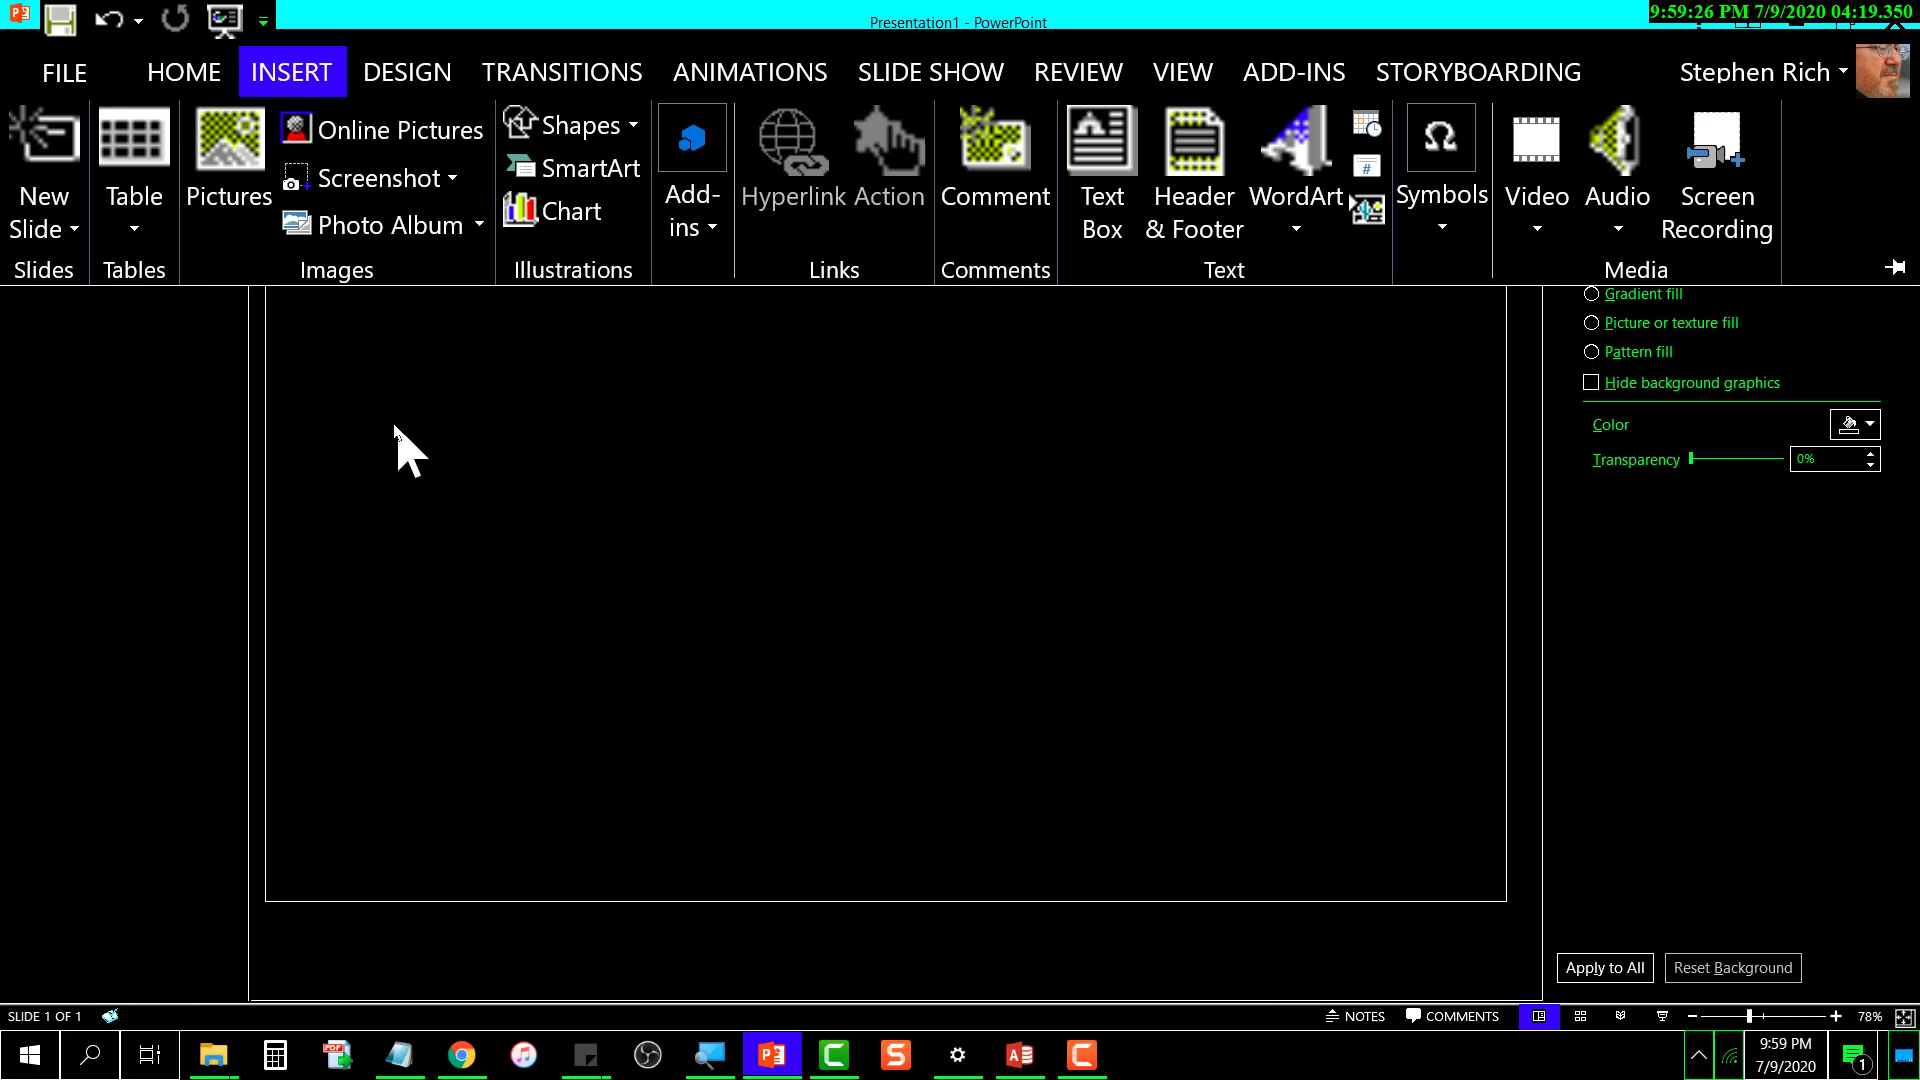 Presentation1 - PowerPoint
9:59:26 PM 7/9/2020 04:19.350
FILE HOME INSERT DESIGN TRANSITIONS ANIMATIONS SLIDE SHOW REVIEW VIEW ADD-INS STORYBOARDING Stephen Rich
New
Slide
Slides
Table
Tables
Pictures
Online Pictures
Screenshot
Photo Album
Images
Shapes
SmartArt
Chart
Illustrations
Add-
ins
Hyperlink
Action
Links
Comment
Comments
Text
Box
Header
& Footer
WordArt
#
Text
Ω
Symbols
Video
Audio
Screen
Recording
Media
Gradient fill
Picture or texture fill
Pattern fill
Hide background graphics
Color
Transparency 0%
Apply to All Reset Background
SLIDE 1 OF 1 NOTES COMMENTS 78%
9:59 PM
7/9/2020
1